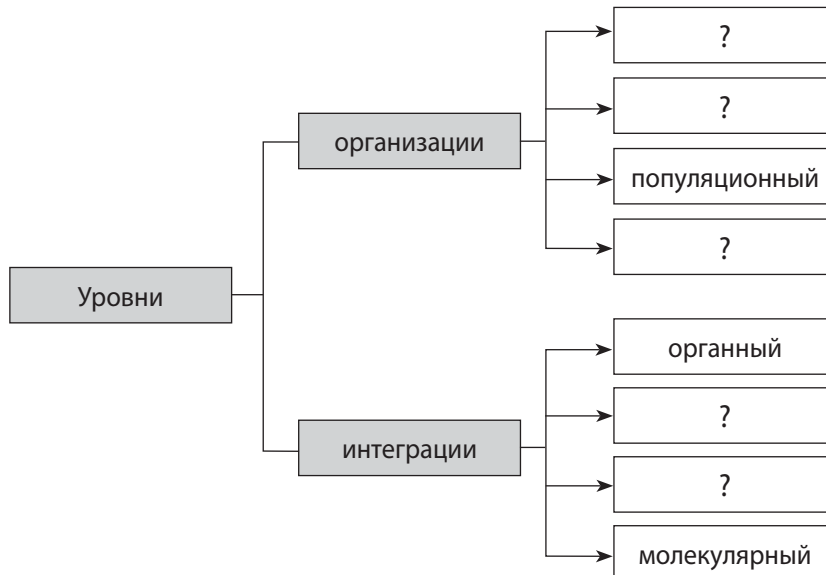 ?
?
организации
популяционный
?
Уровни
органный
?
интеграции
?
молекулярный